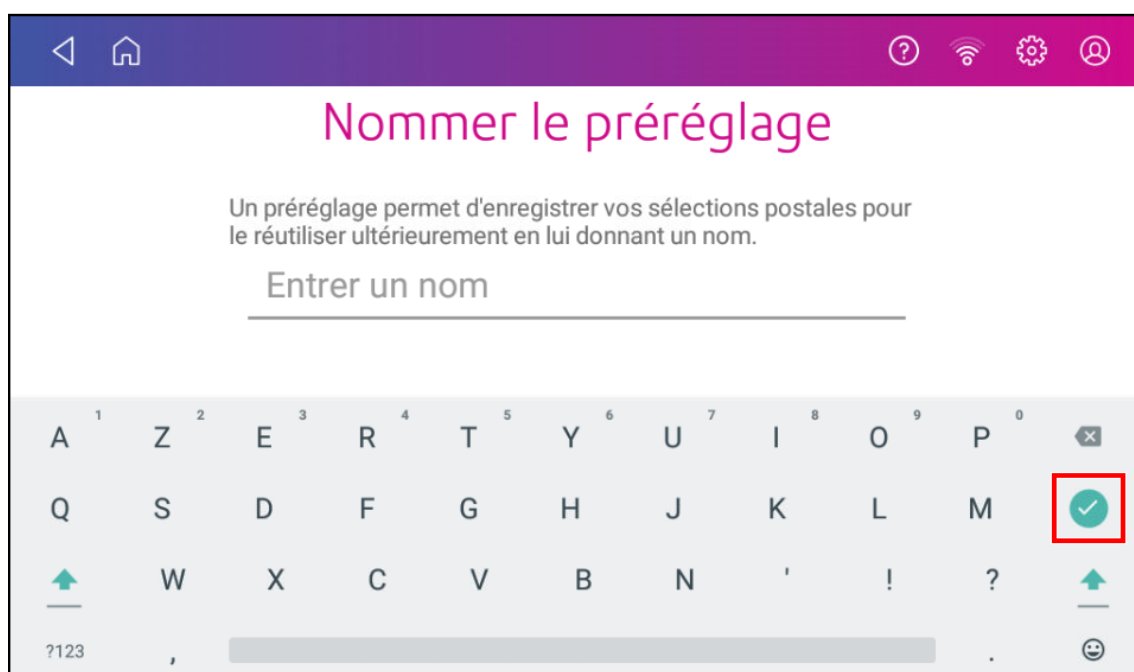 Nommer le préréglage
Un préréglage permet d'enregistrer vos sélections postales pour
le réutiliser ultérieurement en lui donnant un nom.
Entrer un nom
A 1 Z 2 E 3 R 4 T 5 Y 6 U 7 I 8 O 9 P 0
Q S D F G H J K L M
W X C V B N ' ! ?
?123 , .